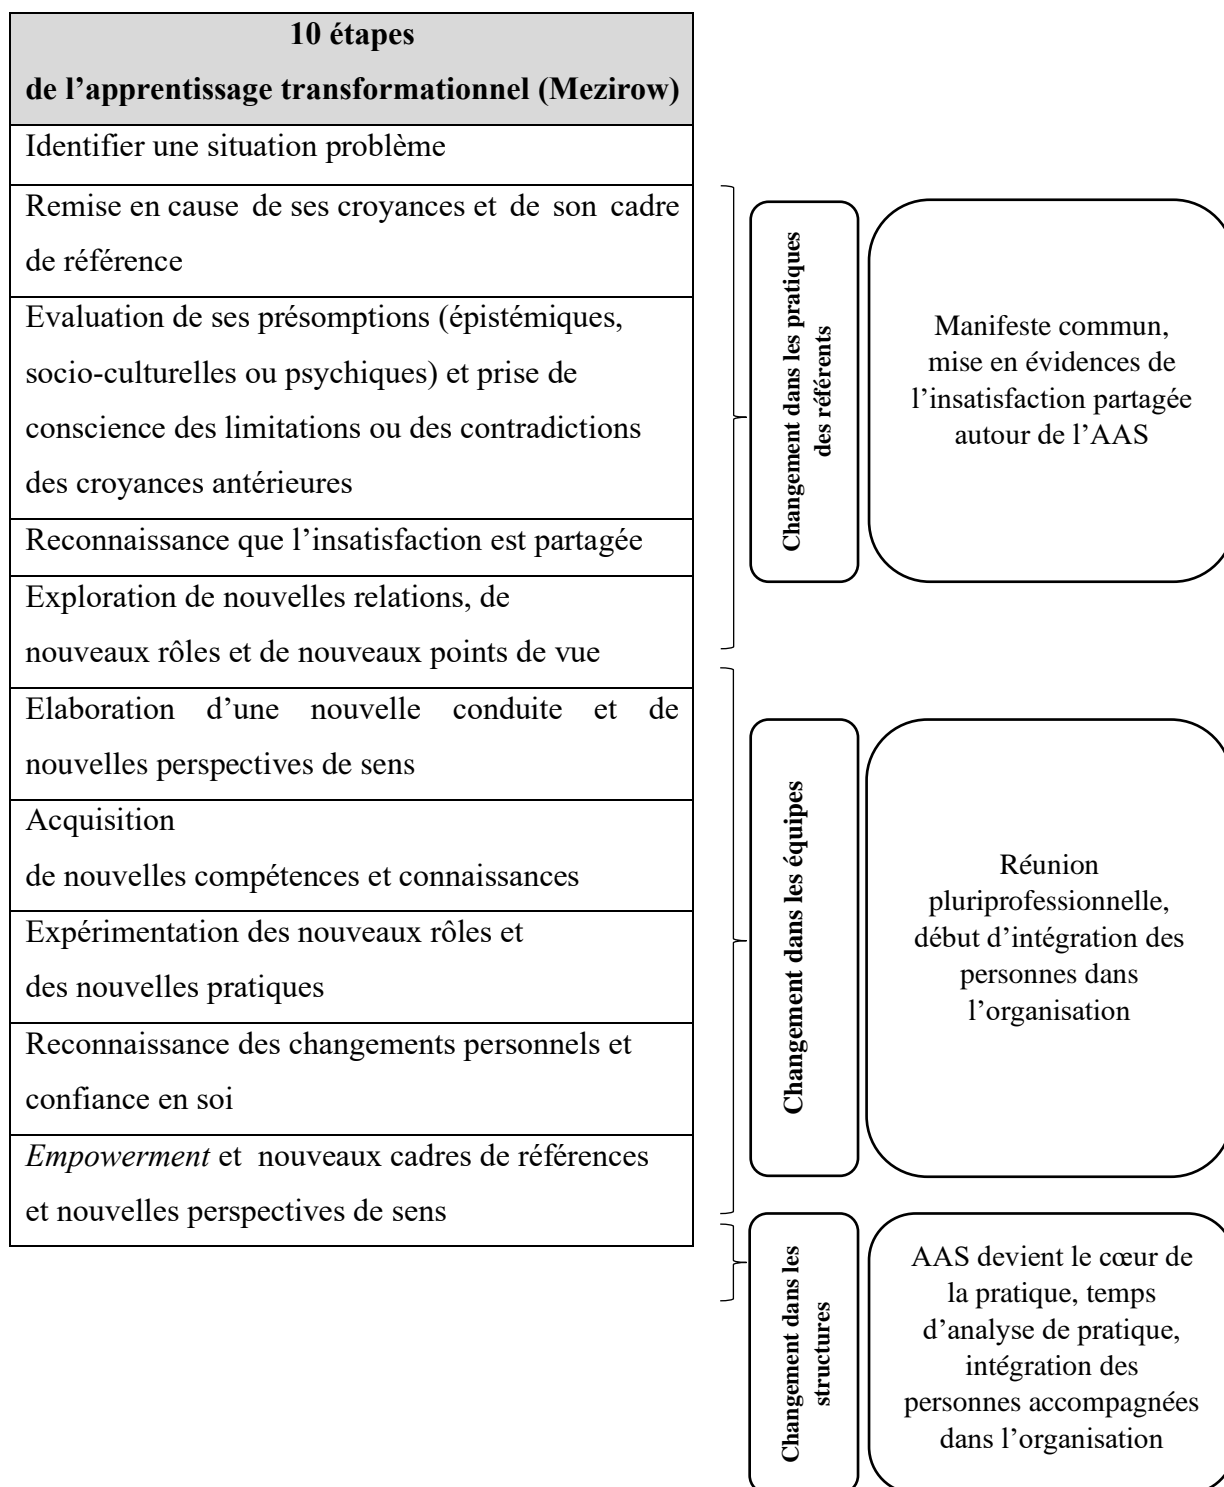 10 étapes
de l’apprentissage transformationnel (Mezirow)
Identifier une situation problème
Remise en cause de ses croyances et de son cadre
de référence
Evaluation de ses présomptions (épistémiques,
socio-culturelles ou psychiques) et prise de
conscience des limitations ou des contradictions
des croyances antérieures
Reconnaissance que l’insatisfaction est partagée
Exploration de nouvelles relations, de
nouveaux rôles et de nouveaux points de vue
Elaboration d’une nouvelle conduite et de
nouvelles perspectives de sens
Acquisition
de nouvelles compétences et connaissances
Expérimentation des nouveaux rôles et
des nouvelles pratiques
Reconnaissance des changements personnels et
confiance en soi
Empowerment et nouveaux cadres de références
et nouvelles perspectives de sens
Changement dans les pratiques
des référents
Manifeste commun,
mise en évidences de
l’insatisfaction partagée
autour de l’AAS
Changement dans les équipes
Réunion
pluriprofessionnelle,
début d’intégration des
personnes dans
l’organisation
Changement dans les
structures
AAS devient le cœur de
la pratique, temps
d’analyse de pratique,
intégration des
personnes accompagnées
dans l’organisation